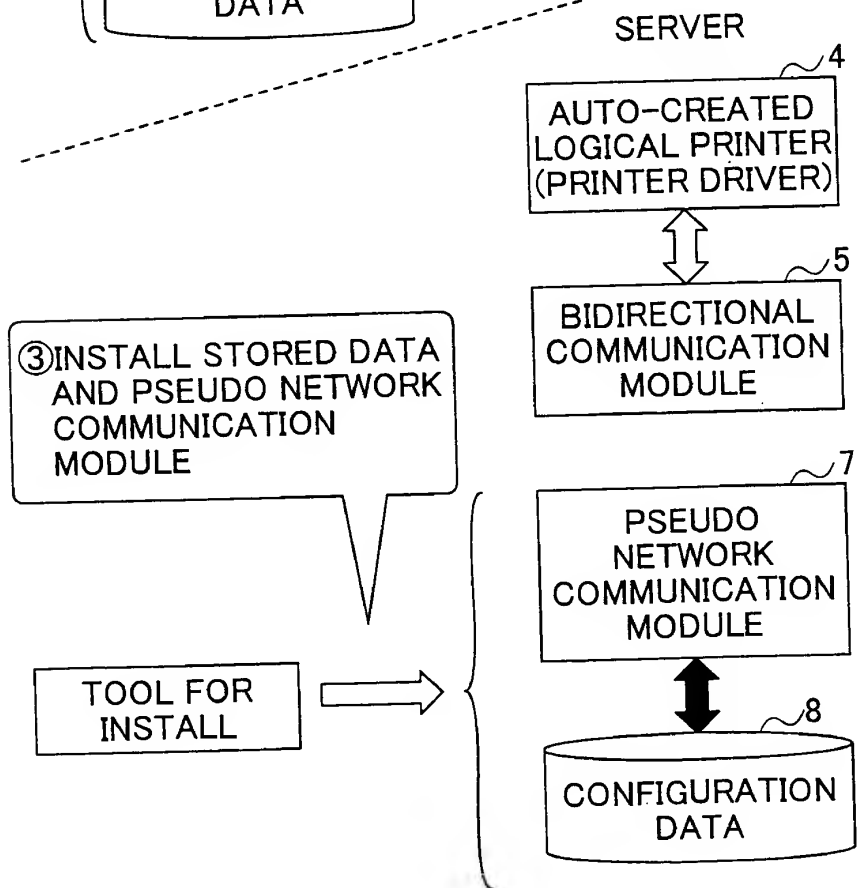 DATA
SERVER
4
AUTO-CREATED
LOGICAL PRINTER
(PRINTER DRIVER)
5
BIDIRECTIONAL
COMMUNICATION
MODULE
③INSTALL STORED DATA
AND PSEUDO NETWORK
COMMUNICATION
MODULE
7
PSEUDO
NETWORK
COMMUNICATION
MODULE
TOOL FOR
INSTALL
8
CONFIGURATION
DATA